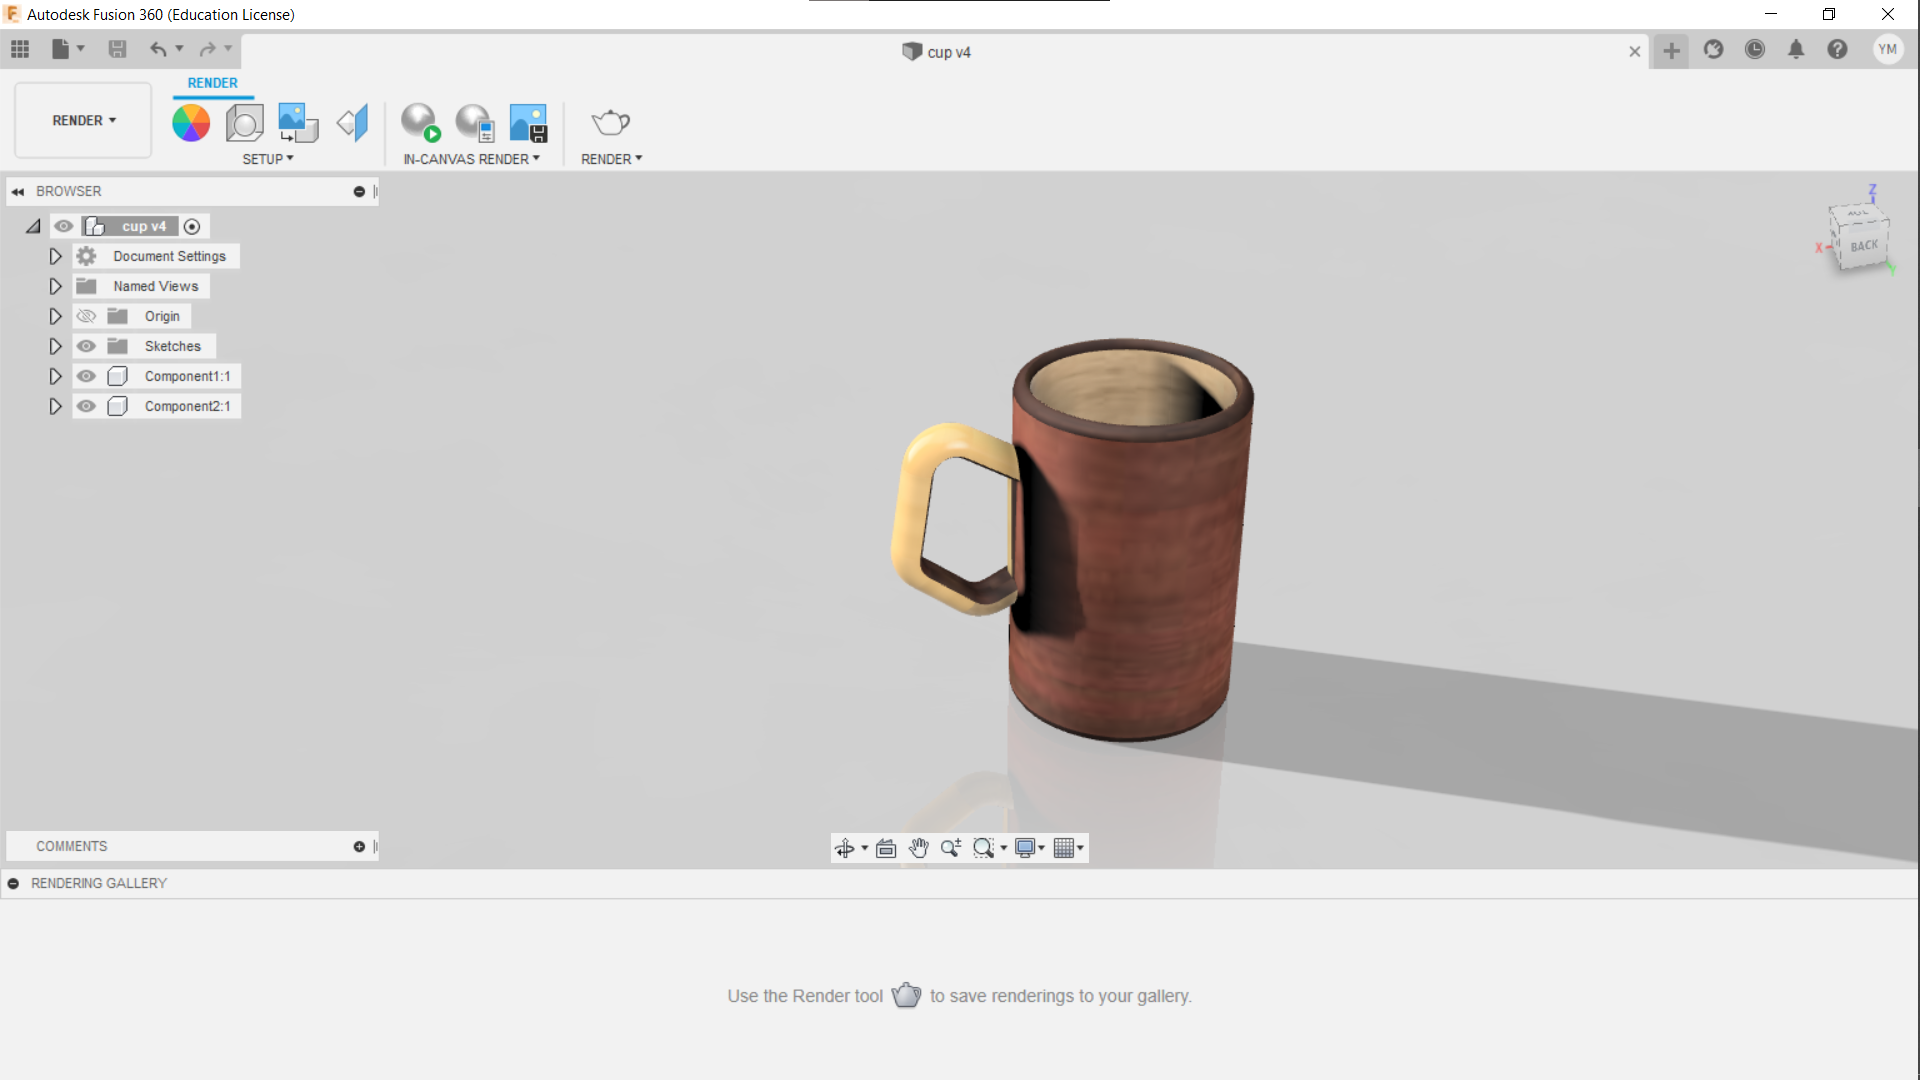 Autodesk Fusion 360 (Education License)
cup v4
YM
RENDER
RENDER
SETUP
IN-CANVAS RENDER
RENDER
BROWSER
cup v4
Document Settings
Named Views
Origin
Sketches
Component1:1
Component2:1
Z
X
BACK
Y
COMMENTS
RENDERING GALLERY
Use the Render tool to save renderings to your gallery.